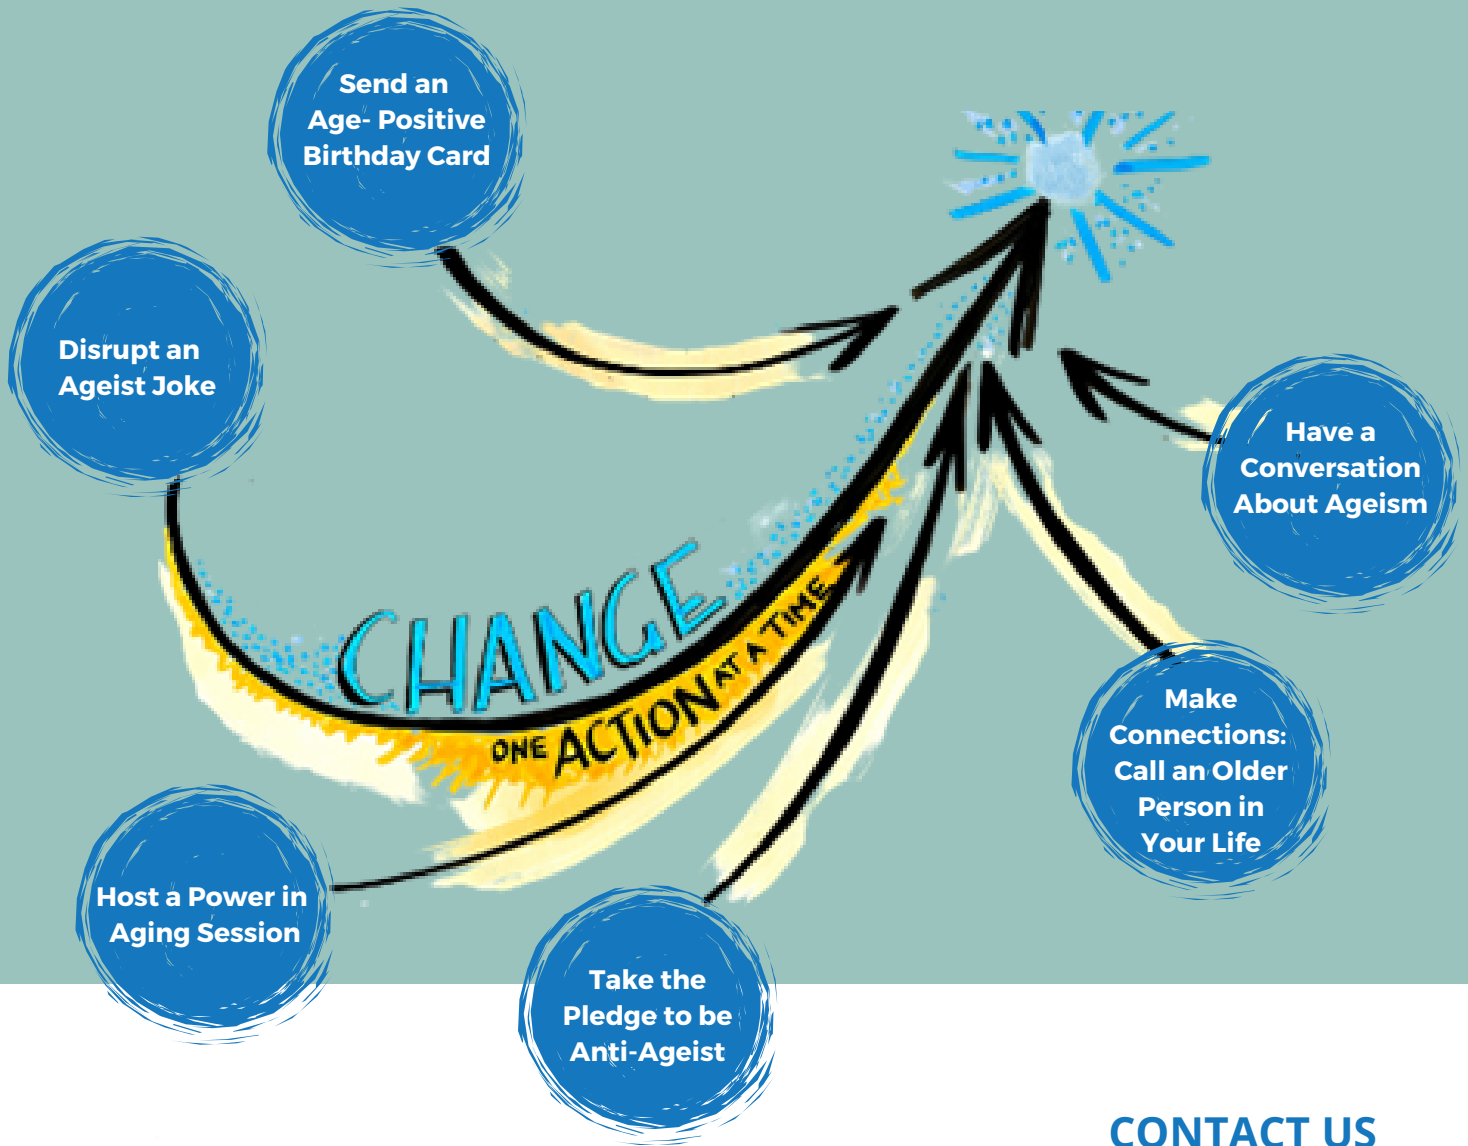 Send an
Age- Positive
Birthday Card
Disrupt an
Ageist Joke
Have a
Conversation
About Ageism
CHANGE
ONE ACTION AT A TIME
Make
Connections:
Call an Older
Person in
Your Life
Host a Power in
Aging Session
Take the
Pledge to be
Anti-Ageist
CONTACT US